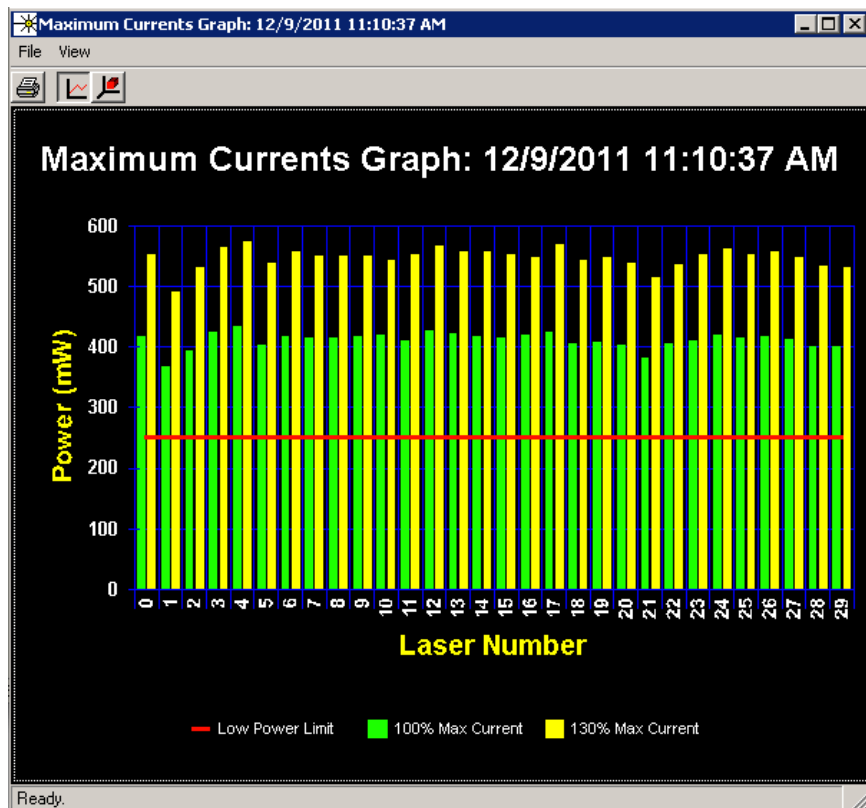 Maximum Currents Graph: 12/9/2011 11:10:37 AM
File View
Maximum Currents Graph: 12/9/2011 11:10:37 AM
600
500
400
300
200
100
0
Power (mW)
0 1 2 3 4 5 6 7 8 9 10 11 12 13 14 15 16 17 18 19 20 21 22 23 24 25 26 27 28 29
Laser Number
Low Power Limit 100% Max Current 130% Max Current
Ready.